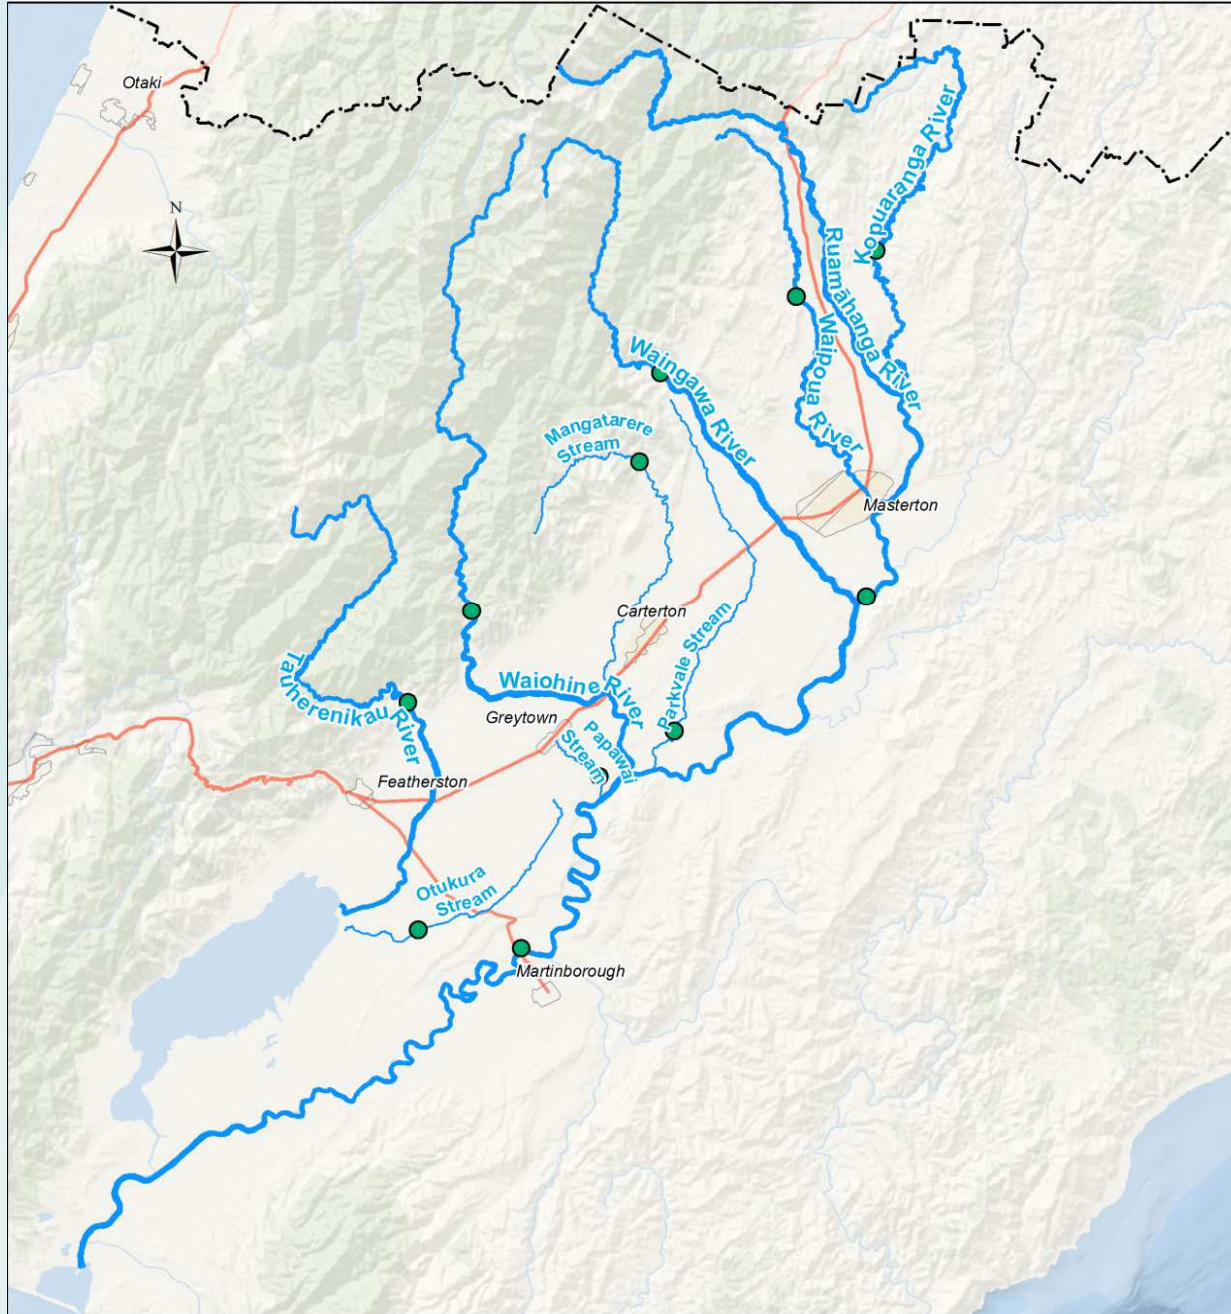 Otaki
N
Kopuaranga River
Ruamāhanga River
Waipoua River
Waingawa River
Mangatarere
Stream
Masterton
Carterton
Parkvale Stream
Waiohine River
Tauherenikau River
Greytown
Papawai
Stream
Featherston
Otukura
Stream
Martinborough